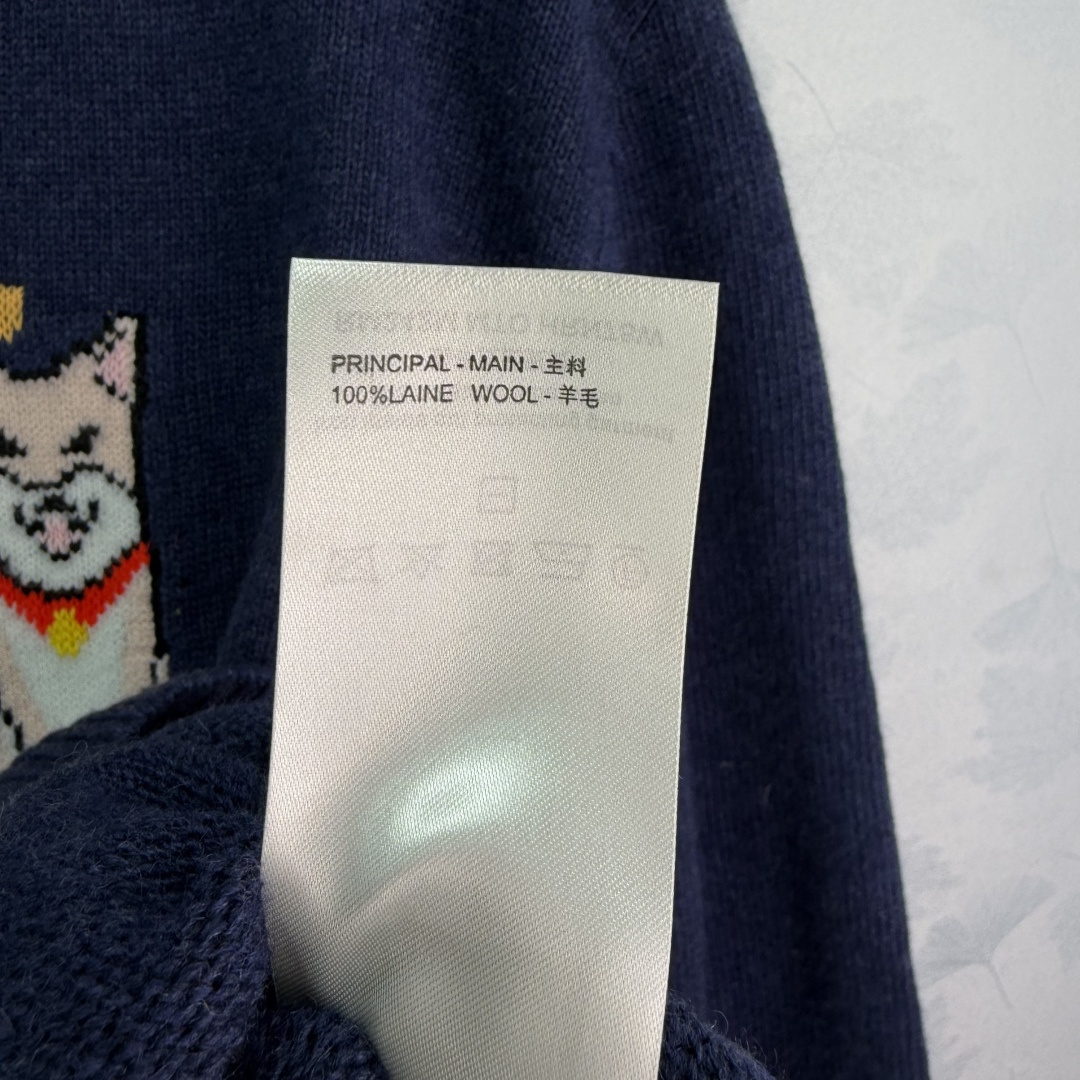 PRINCIPAL - MAIN - 主料
100%LAINE WOOL - 羊毛